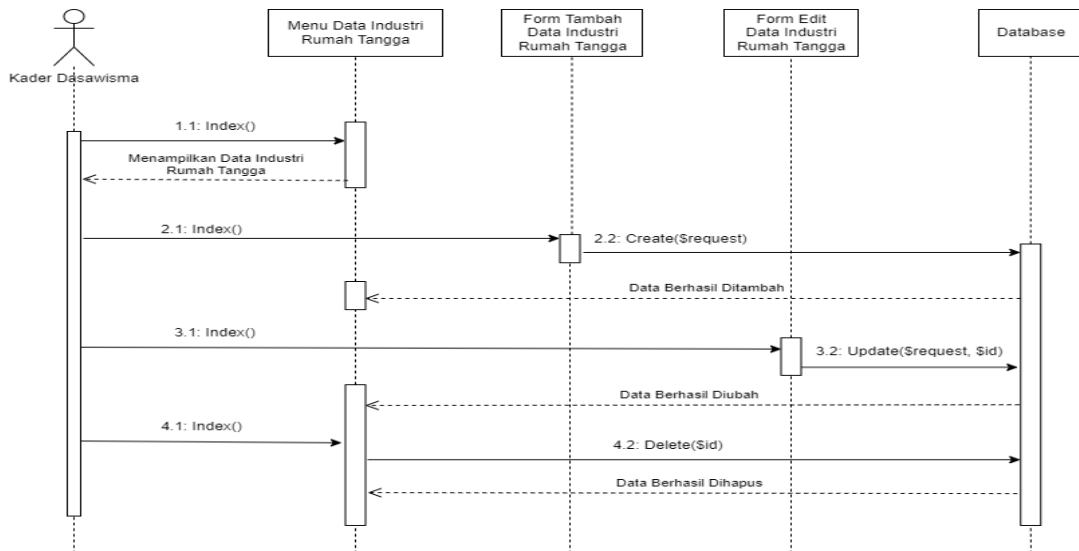 Menu Data Industri
Rumah Tangga
Form Tambah
Data Industri
Rumah Tangga
Form Edit
Data Industri
Rumah Tangga
Database
Kader Dasawisma
1.1: Index()
Menampilkan Data Industri
Rumah Tangga
2.1: Index()
2.2: Create($request)
Data Berhasil Ditambah
3.1: Index()
3.2: Update($request, $id)
Data Berhasil Diubah
4.1: Index()
4.2: Delete($id)
Data Berhasil Dihapus